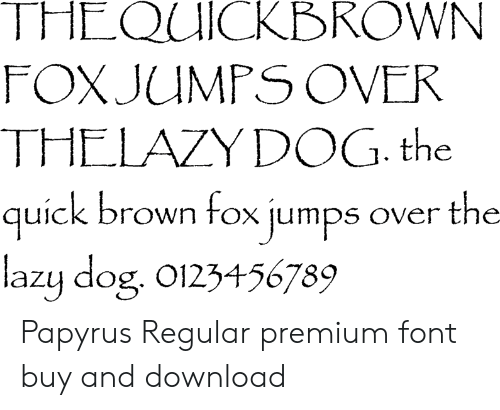 THE QUICK BROWN
FOX JUMPS OVER
THE LAZY DOG. the
quick brown fox jumps over the
lazy dog. 0123456789
Papyrus Regular premium font
buy and download